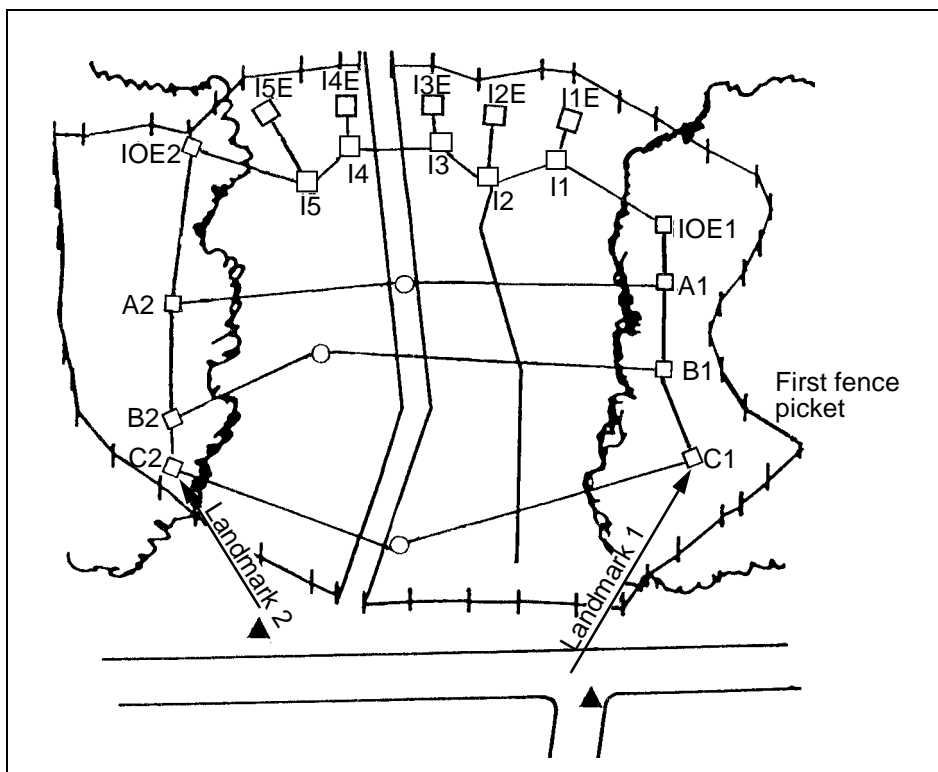 I5E
I4E
I3E
I2E
I1E
IOE2
I5
I4
I3
I2
I1
IOE1
A2
A1
B2
B1
First fence
picket
C2
C1
Landmark 2
Landmark 1